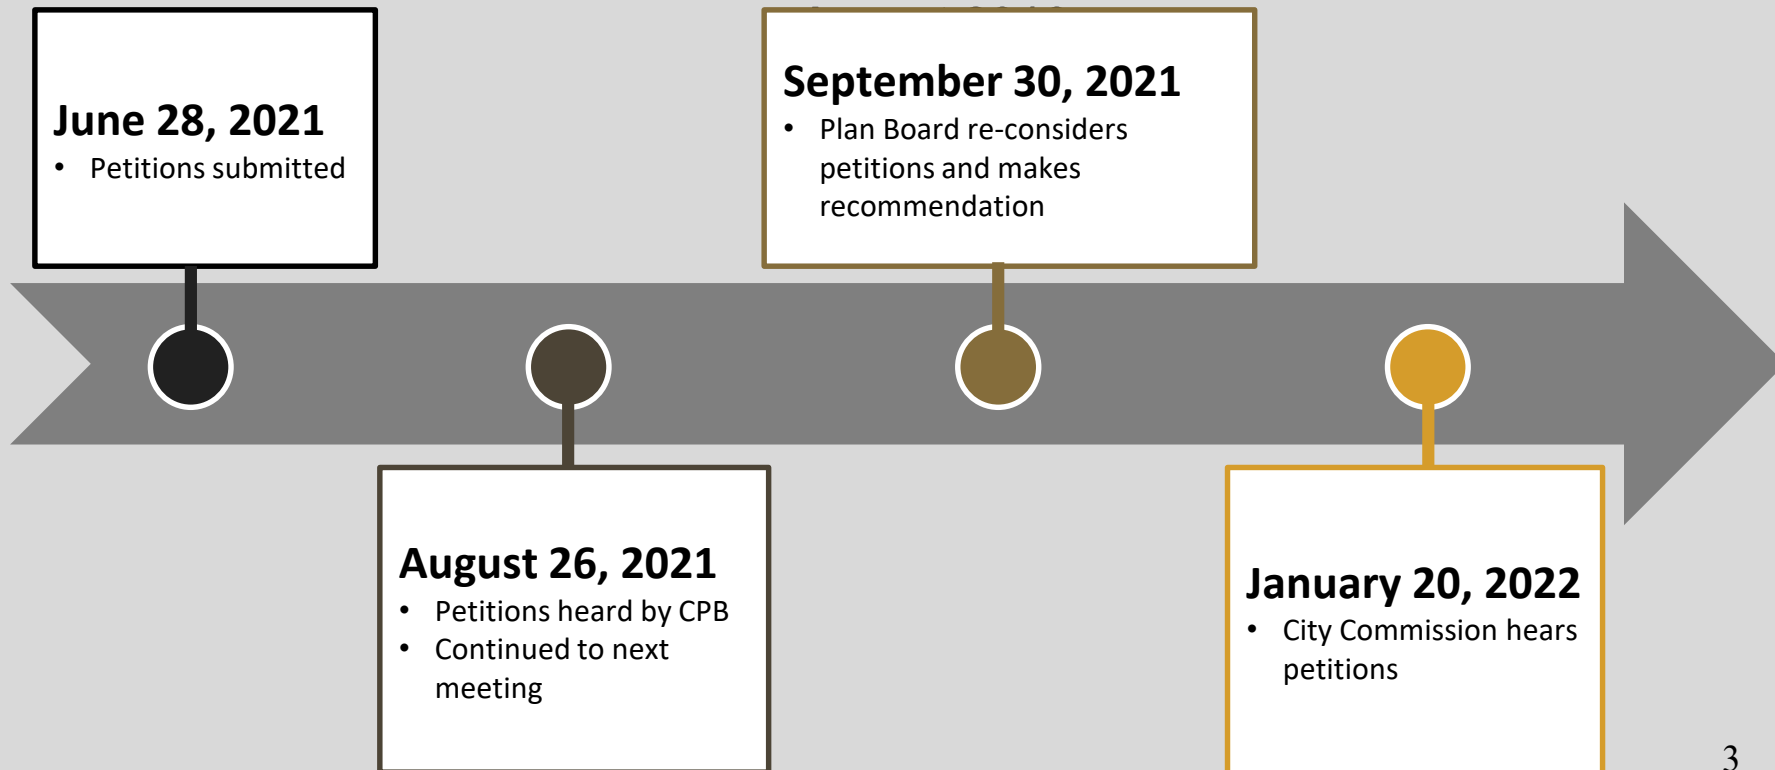 June 28, 2021
• Petitions submitted
August 26, 2021
• Petitions heard by CPB
• Continued to next
meeting
September 30, 2021
• Plan Board re-considers
petitions and makes
recommendation
January 20, 2022
• City Commission hears
petitions
3